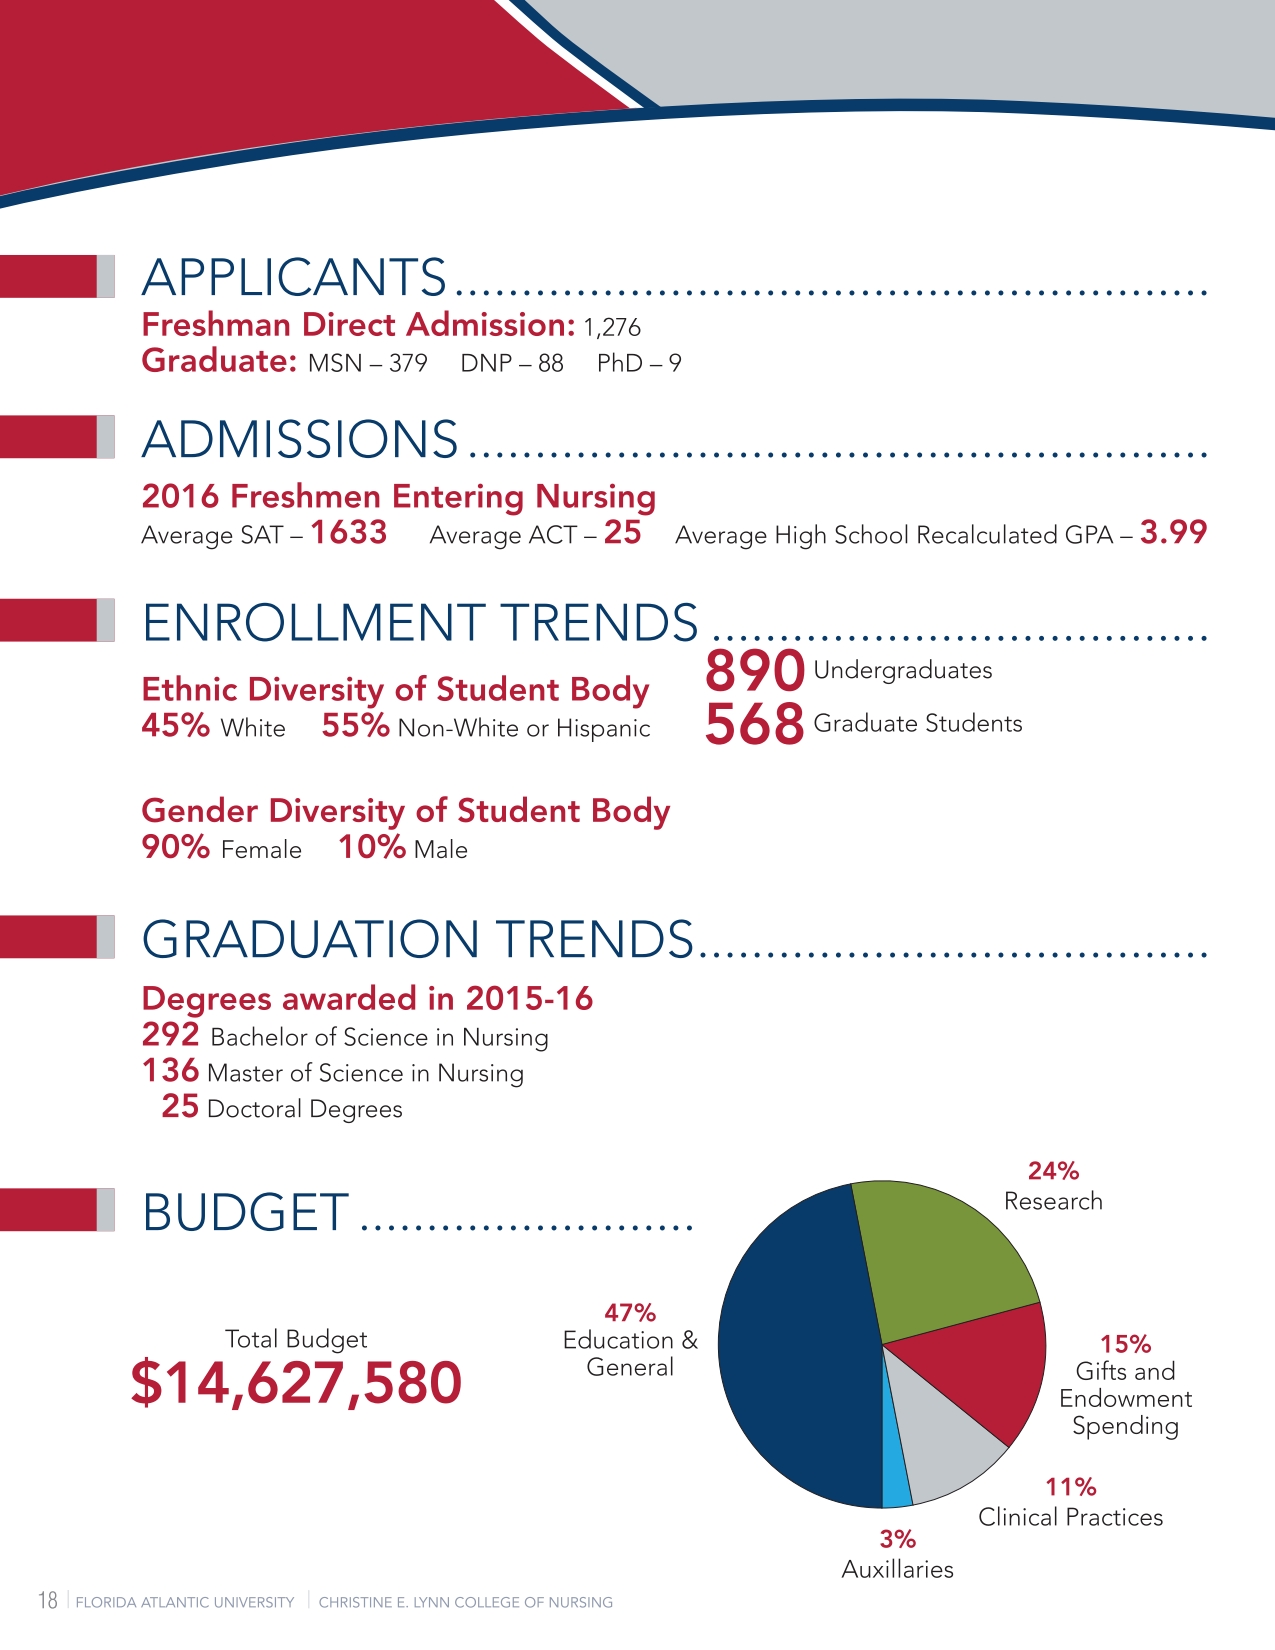 APPLICANTS
Freshman Direct Admission: 1,276
Graduate: MSN – 379 DNP – 88 PhD – 9
ADMISSIONS
2016 Freshmen Entering Nursing
Average SAT – 1633 Average ACT – 25 Average High School Recalculated GPA – 3.99
ENROLLMENT TRENDS
Ethnic Diversity of Student Body
45% White 55% Non-White or Hispanic
890 Undergraduates
568 Graduate Students
Gender Diversity of Student Body
90% Female 10% Male
GRADUATION TRENDS
Degrees awarded in 2015-16
292 Bachelor of Science in Nursing
136 Master of Science in Nursing
25 Doctoral Degrees
BUDGET
Total Budget
$14,627,580
47%
Education &
General
24%
Research
15%
Gifts and
Endowment
Spending
11%
Clinical Practices
3%
Auxillaries
18 | FLORIDA ATLANTIC UNIVERSITY | CHRISTINE E. LYNN COLLEGE OF NURSING